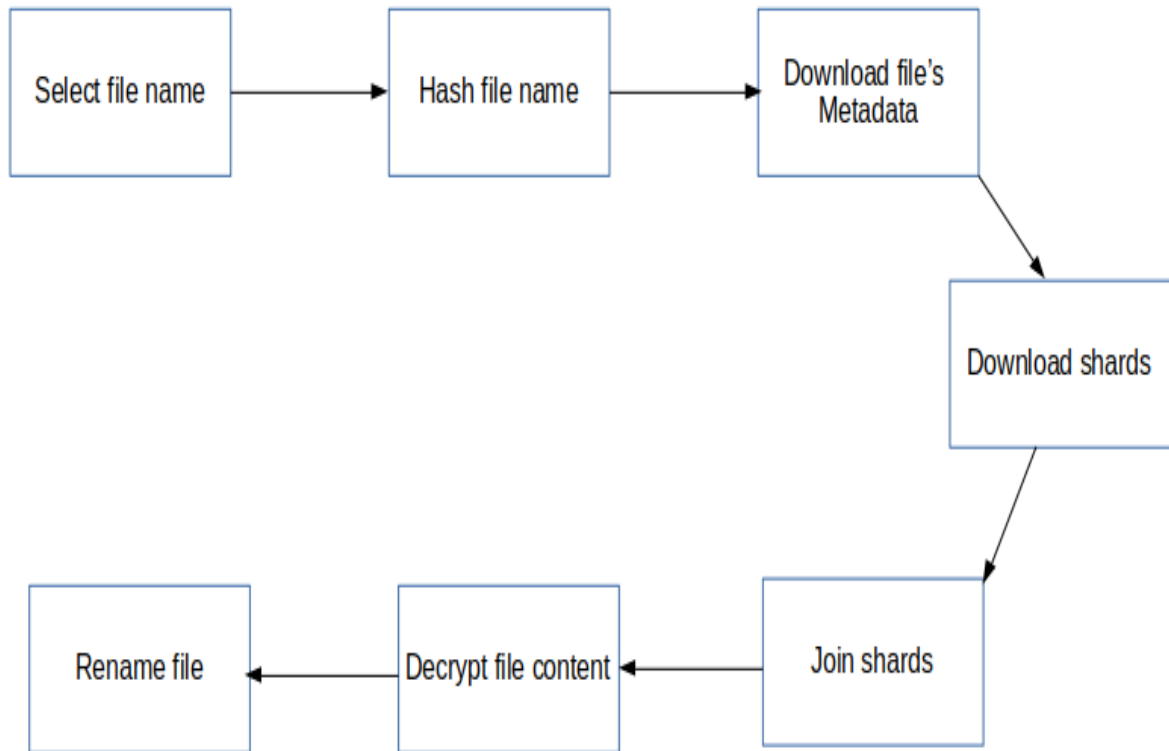 Select file name
Hash file name
Download file's
Metadata
Download shards
Join shards
Decrypt file content
Rename file